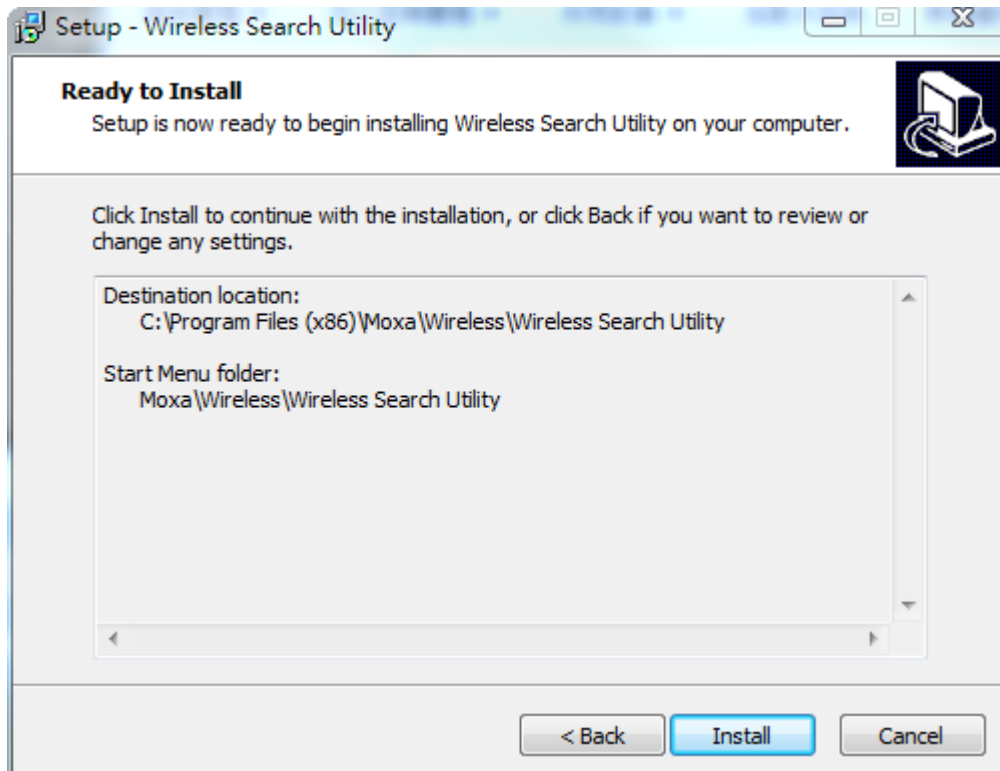 Setup - Wireless Search Utility
Ready to Install
Setup is now ready to begin installing Wireless Search Utility on your computer.
Click Install to continue with the installation, or click Back if you want to review or
change any settings.
Destination location:
C:\Program Files (x86)\Moxa\Wireless\Wireless Search Utility
Start Menu folder:
Moxa\Wireless\Wireless Search Utility
< Back
Install
Cancel